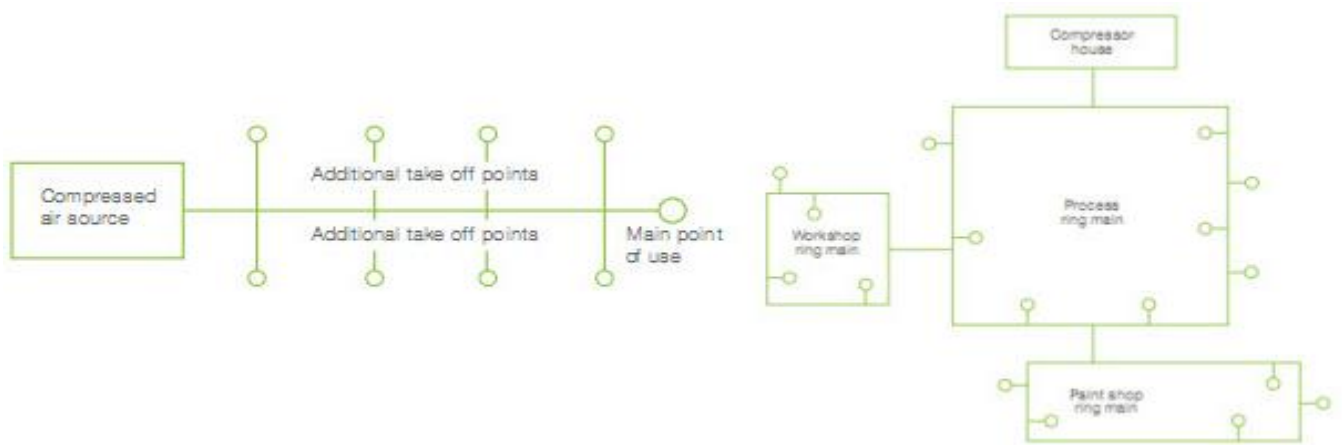 Compressed
air source
Additional take off points
Additional take off points
Main point
of use
Compressor
house
Process
ring main
Workshop
ring main
Paint shop
ring main